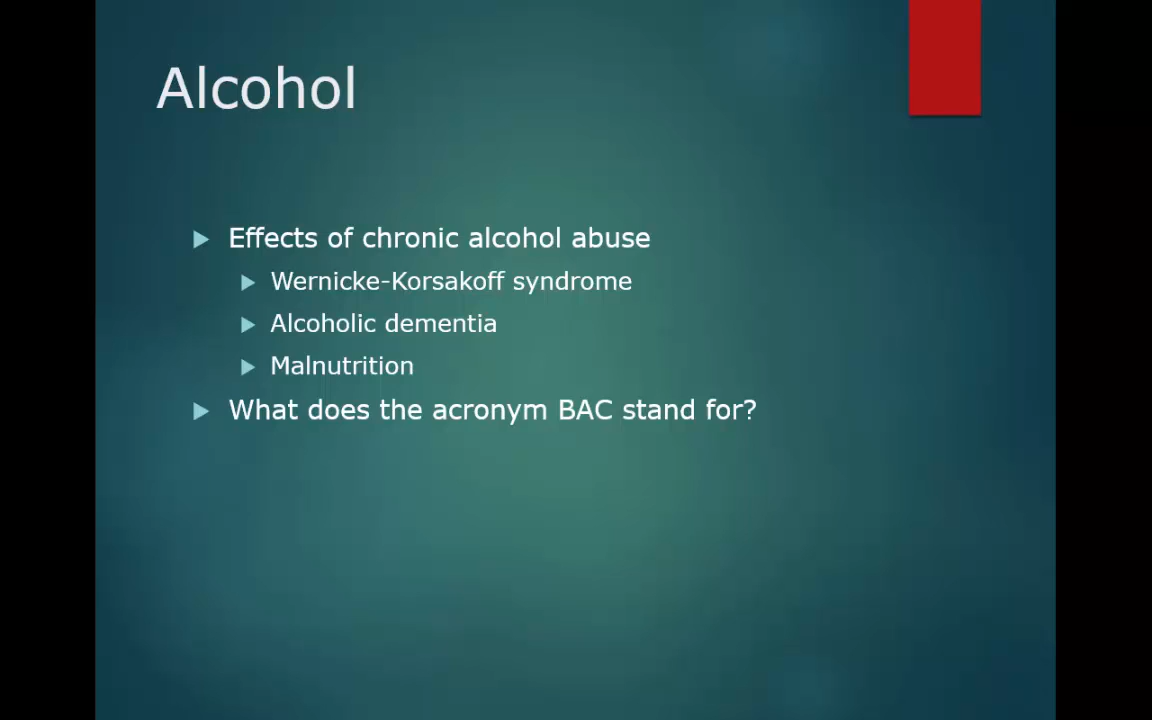 Alcohol
Effects of chronic alcohol abuse
Wernicke-Korsakoff syndrome
Alcoholic dementia
Malnutrition
What does the acronym BAC stand for?